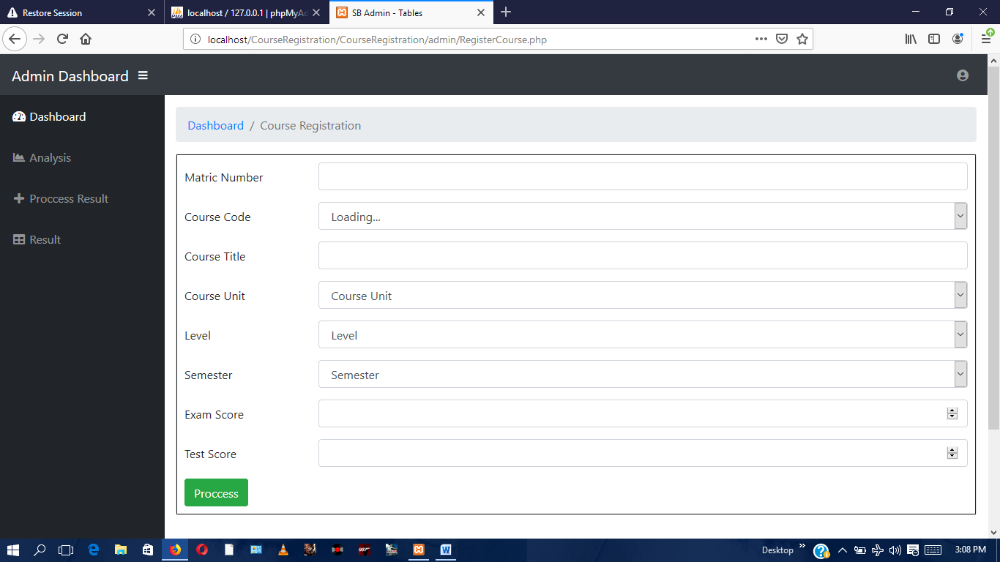 Restore Session
localhost / 127.0.0.1 | phpMyAd
SB Admin - Tables
localhost/CourseRegistration/CourseRegistration/admin/RegisterCourse.php
Admin Dashboard
Dashboard
Analysis
Proccess Result
Result
Dashboard / Course Registration
Matric Number
Course Code
Loading...
Course Title
Course Unit
Course Unit
Level
Level
Semester
Semester
Exam Score
Test Score
Proccess
Desktop
3:08 PM